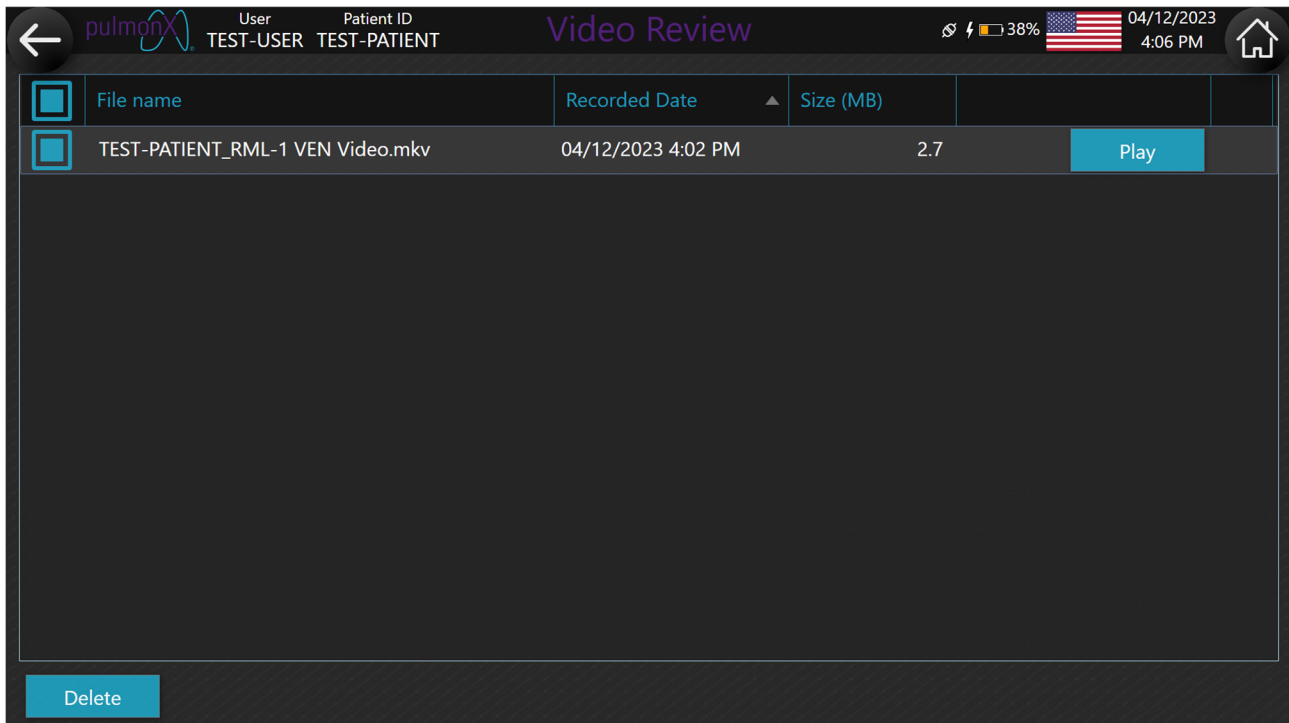 pulmonX
User
TEST-USER
Patient ID
TEST-PATIENT
Video Review
38%
04/12/2023
4:06 PM
File name Recorded Date Size (MB)
TEST-PATIENT_RML-1 VEN Video.mkv 04/12/2023 4:02 PM 2.7 Play
Delete